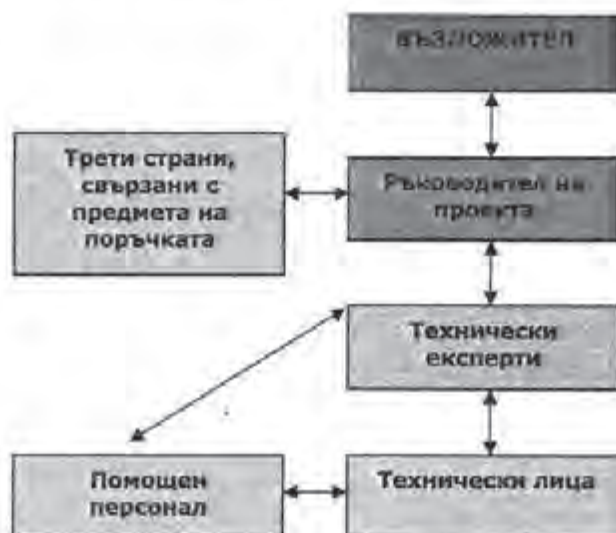 ВЪЗЛОЖИТЕЛ
Трети страни,
свързани с
предмета на
поръчката
Ръководител на
проекта
Технически
експерти
Помощен
персонал
Технически лица